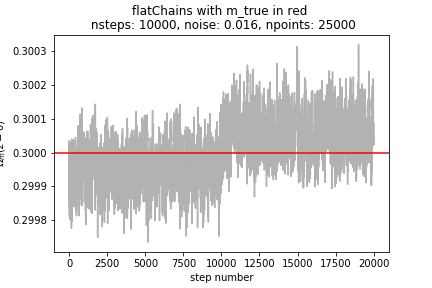 flatChains with m_true in red
nsteps: 10000, noise: 0.016, npoints: 25000
0.3003
0.3002
0.3001
0.3000
0.2999
0.2998
0 2500 5000 7500 10000 12500 15000 17500 20000
step number